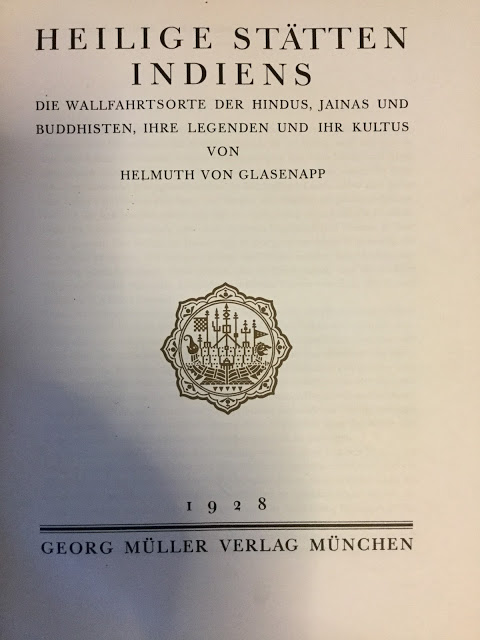 HEILIGE STÄTTEN
INDIENS
DIE WALLFAHRTSORTE DER HINDUS, JAINAS UND
BUDDHISTEN, IHRE LEGENDEN UND IHR KULTUS
VON
HELMUTH VON GLASENAPP
1928
GEORG MÜLLER VERLAG MÜNCHEN